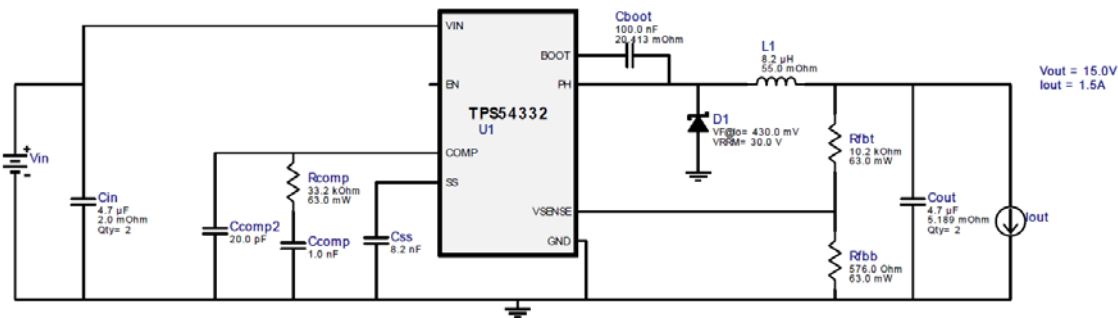 VIN
BOOT
EN
PH
TPS54332
U1
COMP
SS
VSENSE
GND
Vin
Cin
4.7 µF
2.0 mOhm
Qty= 2
Ccomp2
20.0 pF
Rcomp
33.2 kOhm
63.0 mW
Ccomp
1.0 nF
Css
8.2 nF
Cboot
100.0 nF
20.413 mOhm
L1
8.2 µH
55.0 mOhm
D1
VF@Io= 430.0 mV
VRRM= 30.0 V
Rfbt
10.2 kOhm
63.0 mW
Rfbb
576.0 Ohm
63.0 mW
Cout
4.7 µF
5.189 mOhm
Qty= 2
Iout
Vout = 15.0V
Iout = 1.5A